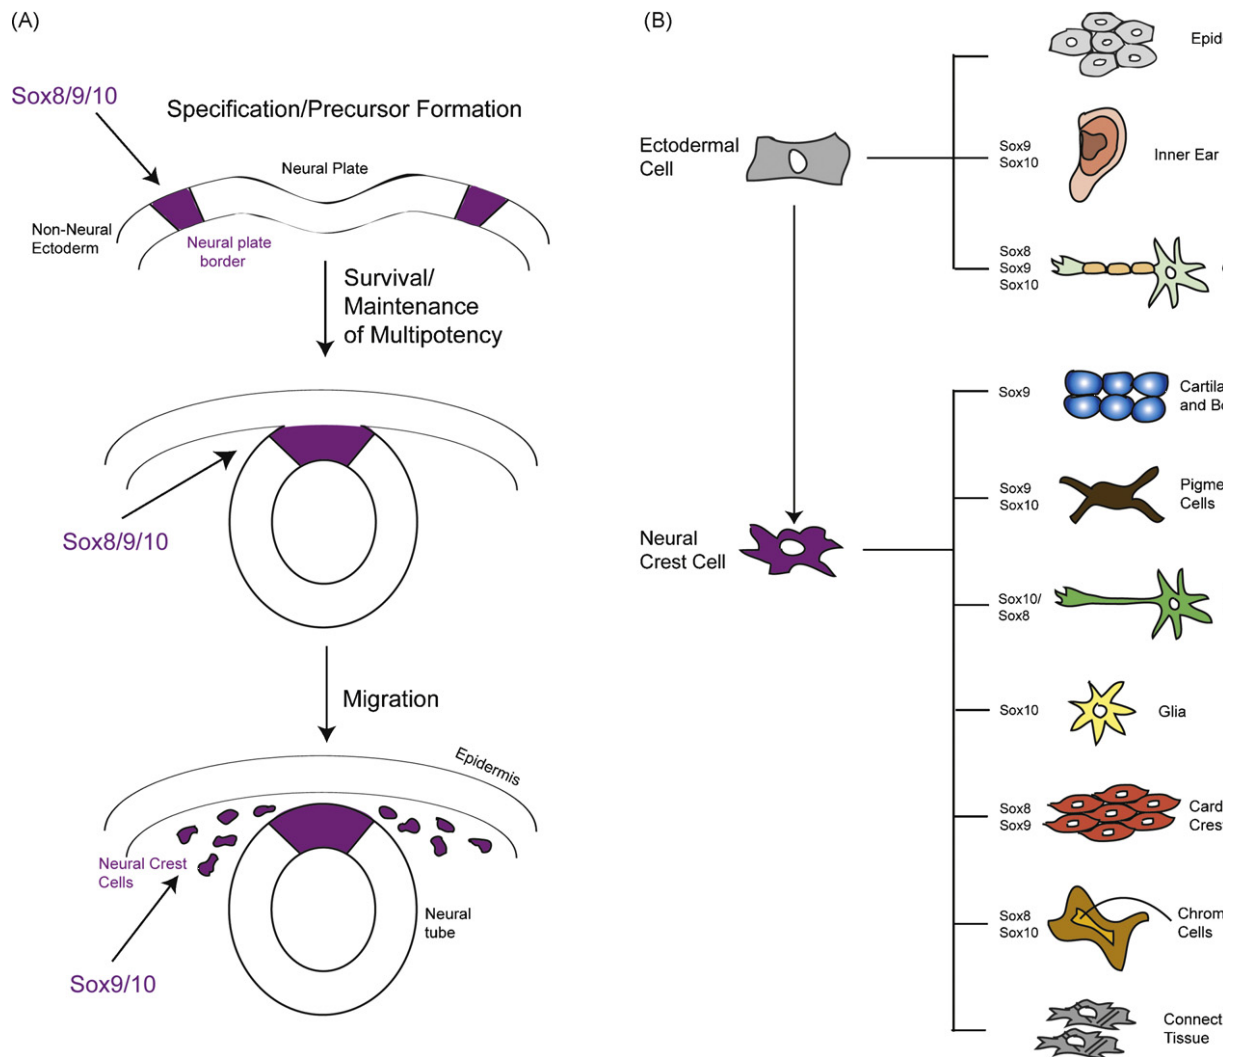 (A)
Sox8/9/10
Specification/Precursor Formation
Neural Plate
Non-Neural
Ectoderm
Neural plate
border
Survival/
Maintenance
of Multipotency
Sox8/9/10
Migration
Epidermis
Neural Crest
Cells
Neural
tube
Sox9/10
(B)
Ectodermal
Cell
Epid
Sox9
Sox10
Inner Ear
Sox8
Sox9
Sox10
Neural
Crest Cell
Sox9
Cartila
and Bo
Sox9
Sox10
Pigme
Cells
Sox10/
Sox8
Sox10
Glia
Sox8
Sox9
Card
Crest
Sox8
Sox10
Chrom
Cells
Connect
Tissue